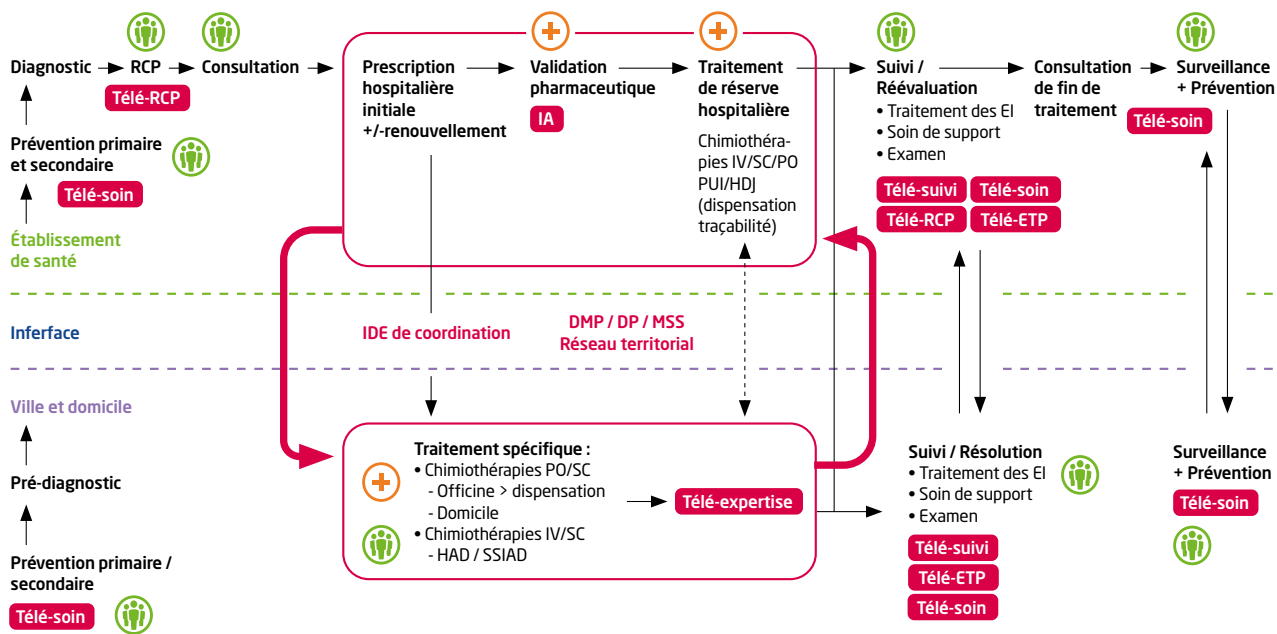 Diagnostic
RCP
Consultation
Télé-RCP
Prévention primaire
et secondaire
Télé-soin
Établissement
de santé
Prescription
hospitalière
initiale
+/-renouvellement
Validation
pharmaceutique
IA
Traitement
de réserve
hospitalière
Chimiothéra-
pies IV/SC/PO
PUI/HDJ
(dispensation
traçabilité)
Suivi /
Réévaluation
• Traitement des EI
• Soin de support
• Examen
Télé-suivi
Télé-soin
Télé-RCP
Télé-ETP
Consultation
de fin de
traitement
Surveillance
+ Prévention
Télé-soin
Inferface
IDE de coordination
DMP / DP / MSS
Réseau territorial
Ville et domicile
Pré-diagnostic
Prévention primaire /
secondaire
Télé-soin
Traitement spécifique :
• Chimiothérapies PO/SC
- Officine > dispensation
- Domicile
• Chimiothérapies IV/SC
- HAD / SSIAD
Télé-expertise
Suivi / Résolution
• Traitement des EI
• Soin de support
• Examen
Télé-suivi
Télé-ETP
Télé-soin
Surveillance
+ Prévention
Télé-soin